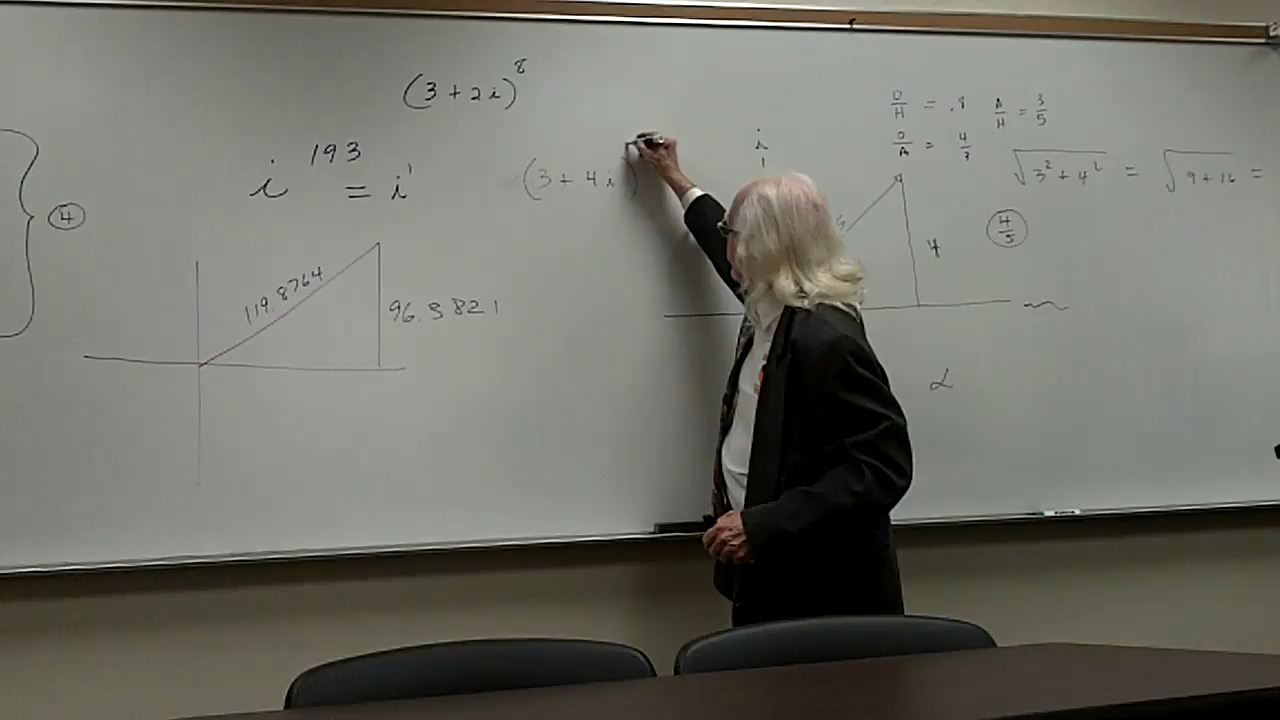 (3 + 2i)^8
i^193 = i^1
④
119.8764
96.3821
(3 + 4i)
i
O/H = .8 A/H = 3/5
O/A = 4/3
√(3² + 4²) = √(9 + 16) =
4/5
4
α